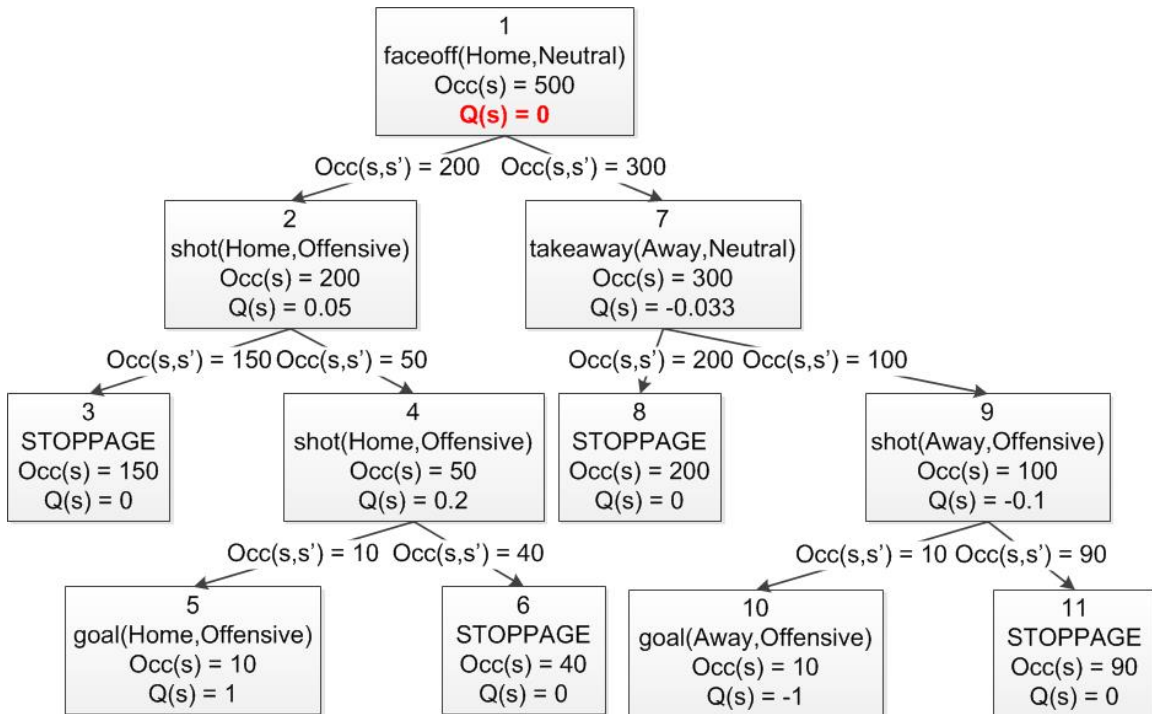 1
faceoff(Home,Neutral)
Occ(s) = 500
Q(s) = 0
Occ(s,s’) = 200
Occ(s,s’) = 300
2
shot(Home,Offensive)
Occ(s) = 200
Q(s) = 0.05
7
takeaway(Away,Neutral)
Occ(s) = 300
Q(s) = -0.033
Occ(s,s’) = 150
Occ(s,s’) = 50
Occ(s,s’) = 200
Occ(s,s’) = 100
3
STOPPAGE
Occ(s) = 150
Q(s) = 0
4
shot(Home,Offensive)
Occ(s) = 50
Q(s) = 0.2
8
STOPPAGE
Occ(s) = 200
Q(s) = 0
9
shot(Away,Offensive)
Occ(s) = 100
Q(s) = -0.1
Occ(s,s’) = 10
Occ(s,s’) = 40
Occ(s,s’) = 10
Occ(s,s’) = 90
5
goal(Home,Offensive)
Occ(s) = 10
Q(s) = 1
6
STOPPAGE
Occ(s) = 40
Q(s) = 0
10
goal(Away,Offensive)
Occ(s) = 10
Q(s) = -1
11
STOPPAGE
Occ(s) = 90
Q(s) = 0